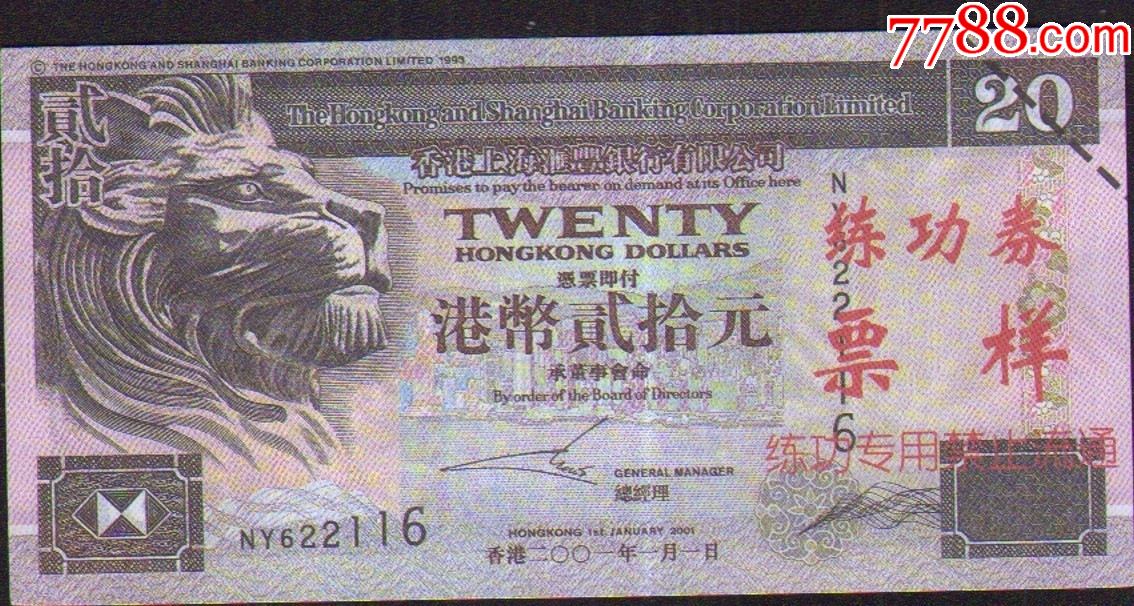 7788.com
© THE HONGKONG AND SHANGHAI BANKING CORPORATION LIMITED 1993
貳拾
The Hongkong and Shanghai Banking Corporation Limited
20
香港上海滙豐銀行有限公司
Promises to pay the bearer on demand at its Office here
TWENTY
HONGKONG DOLLARS
憑票即付
港幣貳拾元
承董事會命
By order of the Board of Directors
练功券
票样
练功专用禁止流通
GENERAL MANAGER
總經理
NY622116
HONGKONG 1ST JANUARY 2001
香港二〇〇一年一月一日